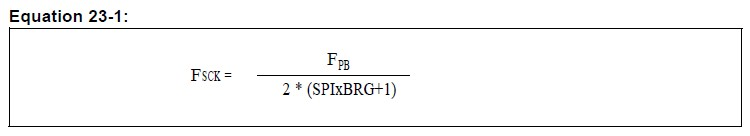 Equation 23-1:
FSCK = FPB
2 * (SPIxBRG+1)